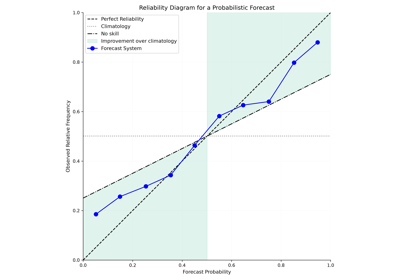 Reliability Diagram for a Probabilistic Forecast
1.0
Perfect Reliability
Climatology
No skill
Improvement over climatology
Forecast System
0.8
0.6
0.4
0.2
0.0
Observed Relative Frequency
0.0 0.2 0.4 0.6 0.8 1.0
Forecast Probability